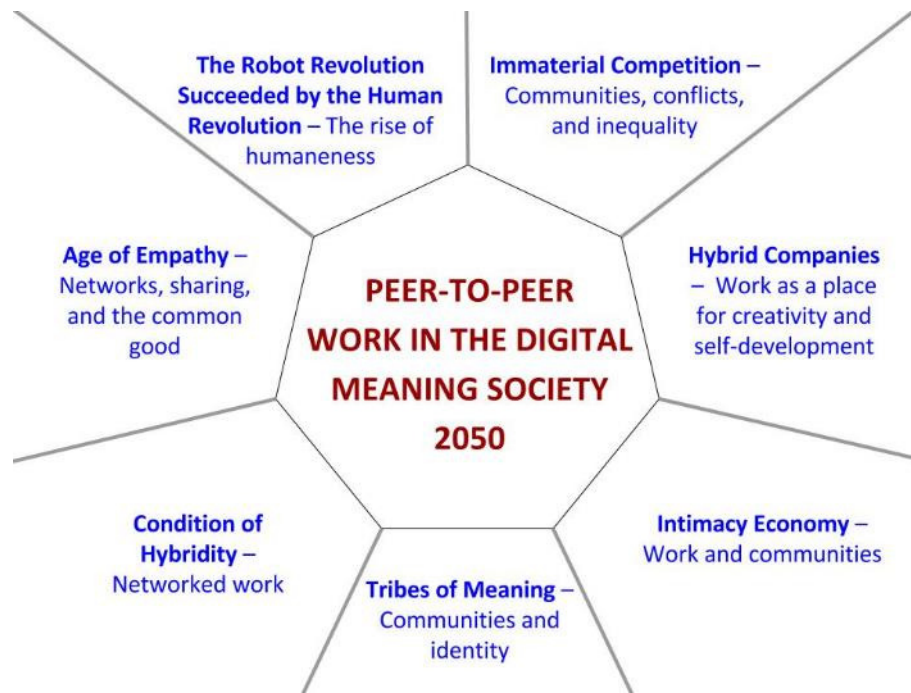 The Robot Revolution
Succeeded by the Human
Revolution – The rise of
humaneness
Immaterial Competition –
Communities, conflicts,
and inequality
Age of Empathy –
Networks, sharing,
and the common
good
PEER-TO-PEER
WORK IN THE DIGITAL
MEANING SOCIETY
2050
Hybrid Companies
– Work as a place
for creativity and
self-development
Condition of
Hybridity –
Networked work
Tribes of Meaning –
Communities and
identity
Intimacy Economy –
Work and communities